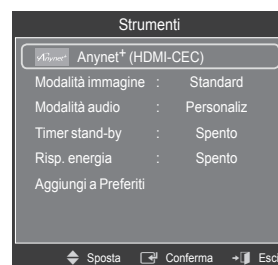 Strumenti
Anynet+ Anynet+ (HDMI-CEC)
Modalità immagine : Standard
Modalità audio : Personaliz
Timer stand-by : Spento
Risp. energia : Spento
Aggiungi a Preferiti
Sposta Conferma Esci